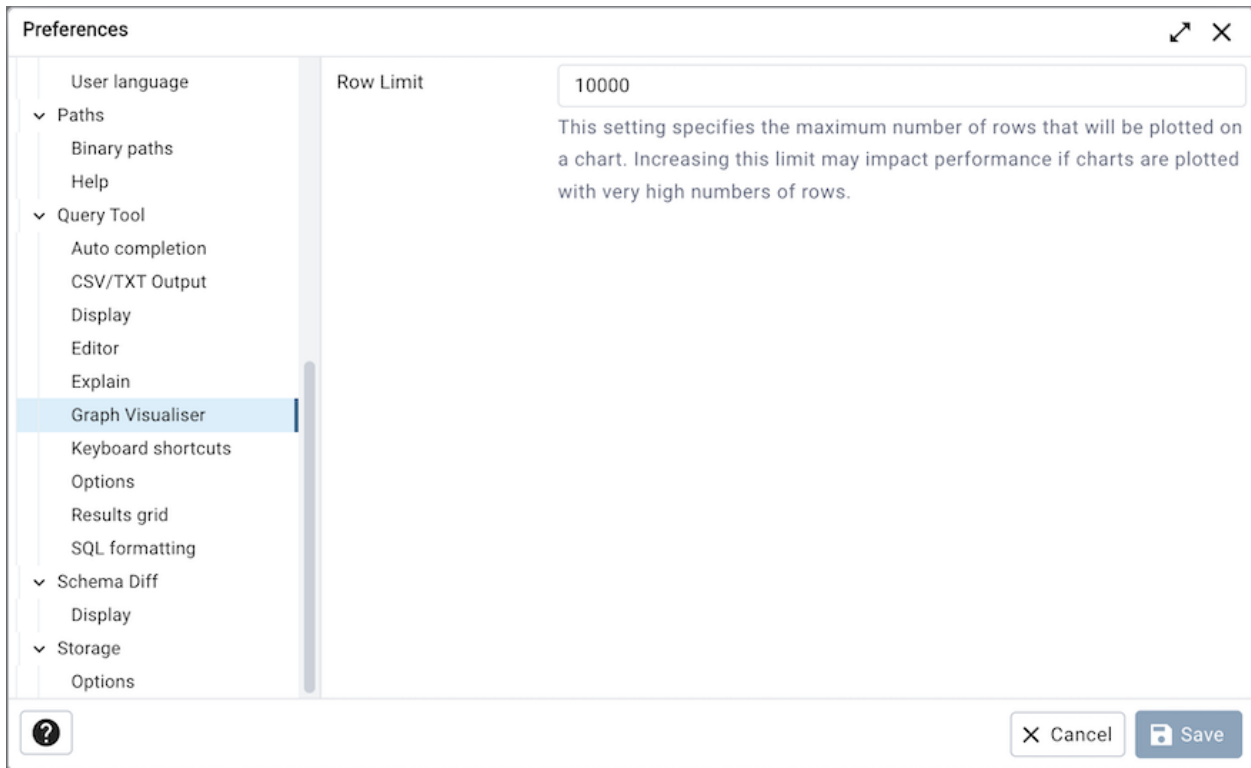 Preferences
User language
Paths
Binary paths
Help
Query Tool
Auto completion
CSV/TXT Output
Display
Editor
Explain
Graph Visualiser
Keyboard shortcuts
Options
Results grid
SQL formatting
Schema Diff
Display
Storage
Options
Row Limit
10000
This setting specifies the maximum number of rows that will be plotted on
a chart. Increasing this limit may impact performance if charts are plotted
with very high numbers of rows.
?
Cancel
Save